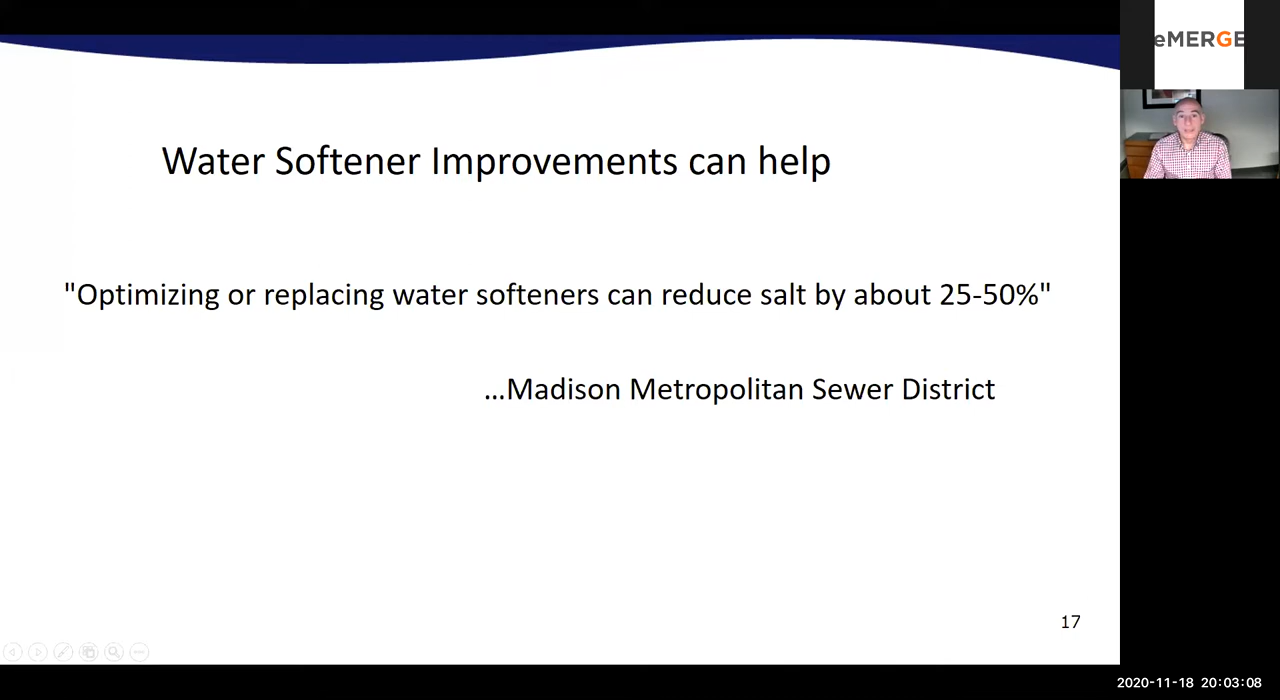 eMERGE
Water Softener Improvements can help
"Optimizing or replacing water softeners can reduce salt by about 25-50%"
…Madison Metropolitan Sewer District
17
2020-11-18 20:03:08